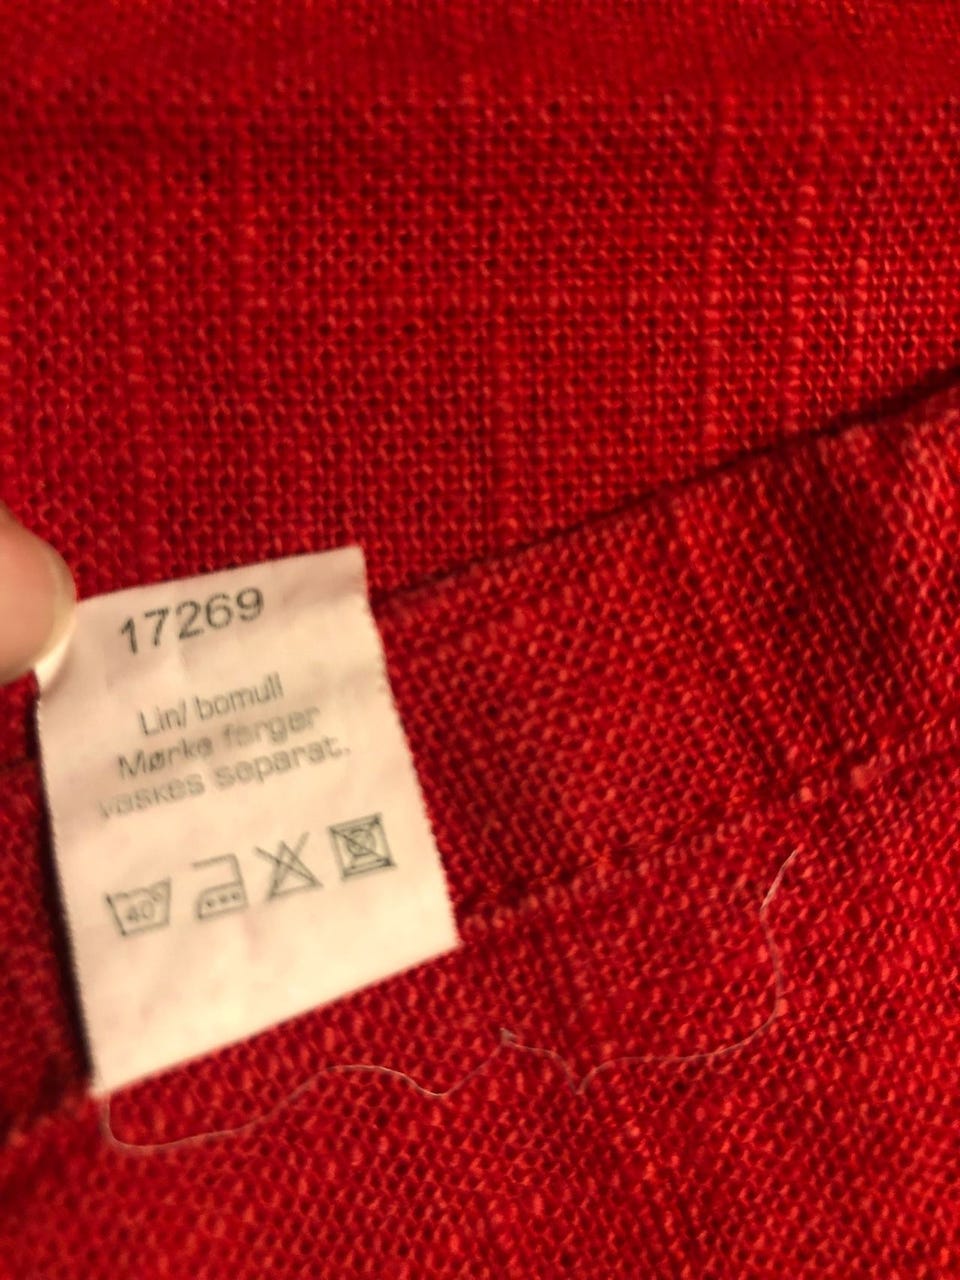 17269
Lin/ bomull
Mørke farger
vaskes separat.
40°